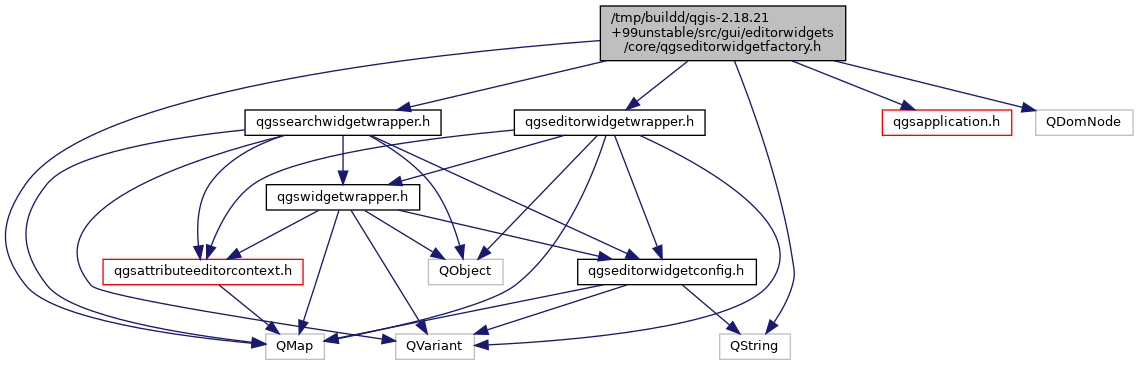 /tmp/buildd/qgis-2.18.21
+99unstable/src/gui/editorwidgets
/core/qgseditorwidgetfactory.h
qgssearchwidgetwrapper.h
qgseditorwidgetwrapper.h
qgsapplication.h
QDomNode
qgswidgetwrapper.h
qgsattributeeditorcontext.h
QObject
qgseditorwidgetconfig.h
QMap
QVariant
QString